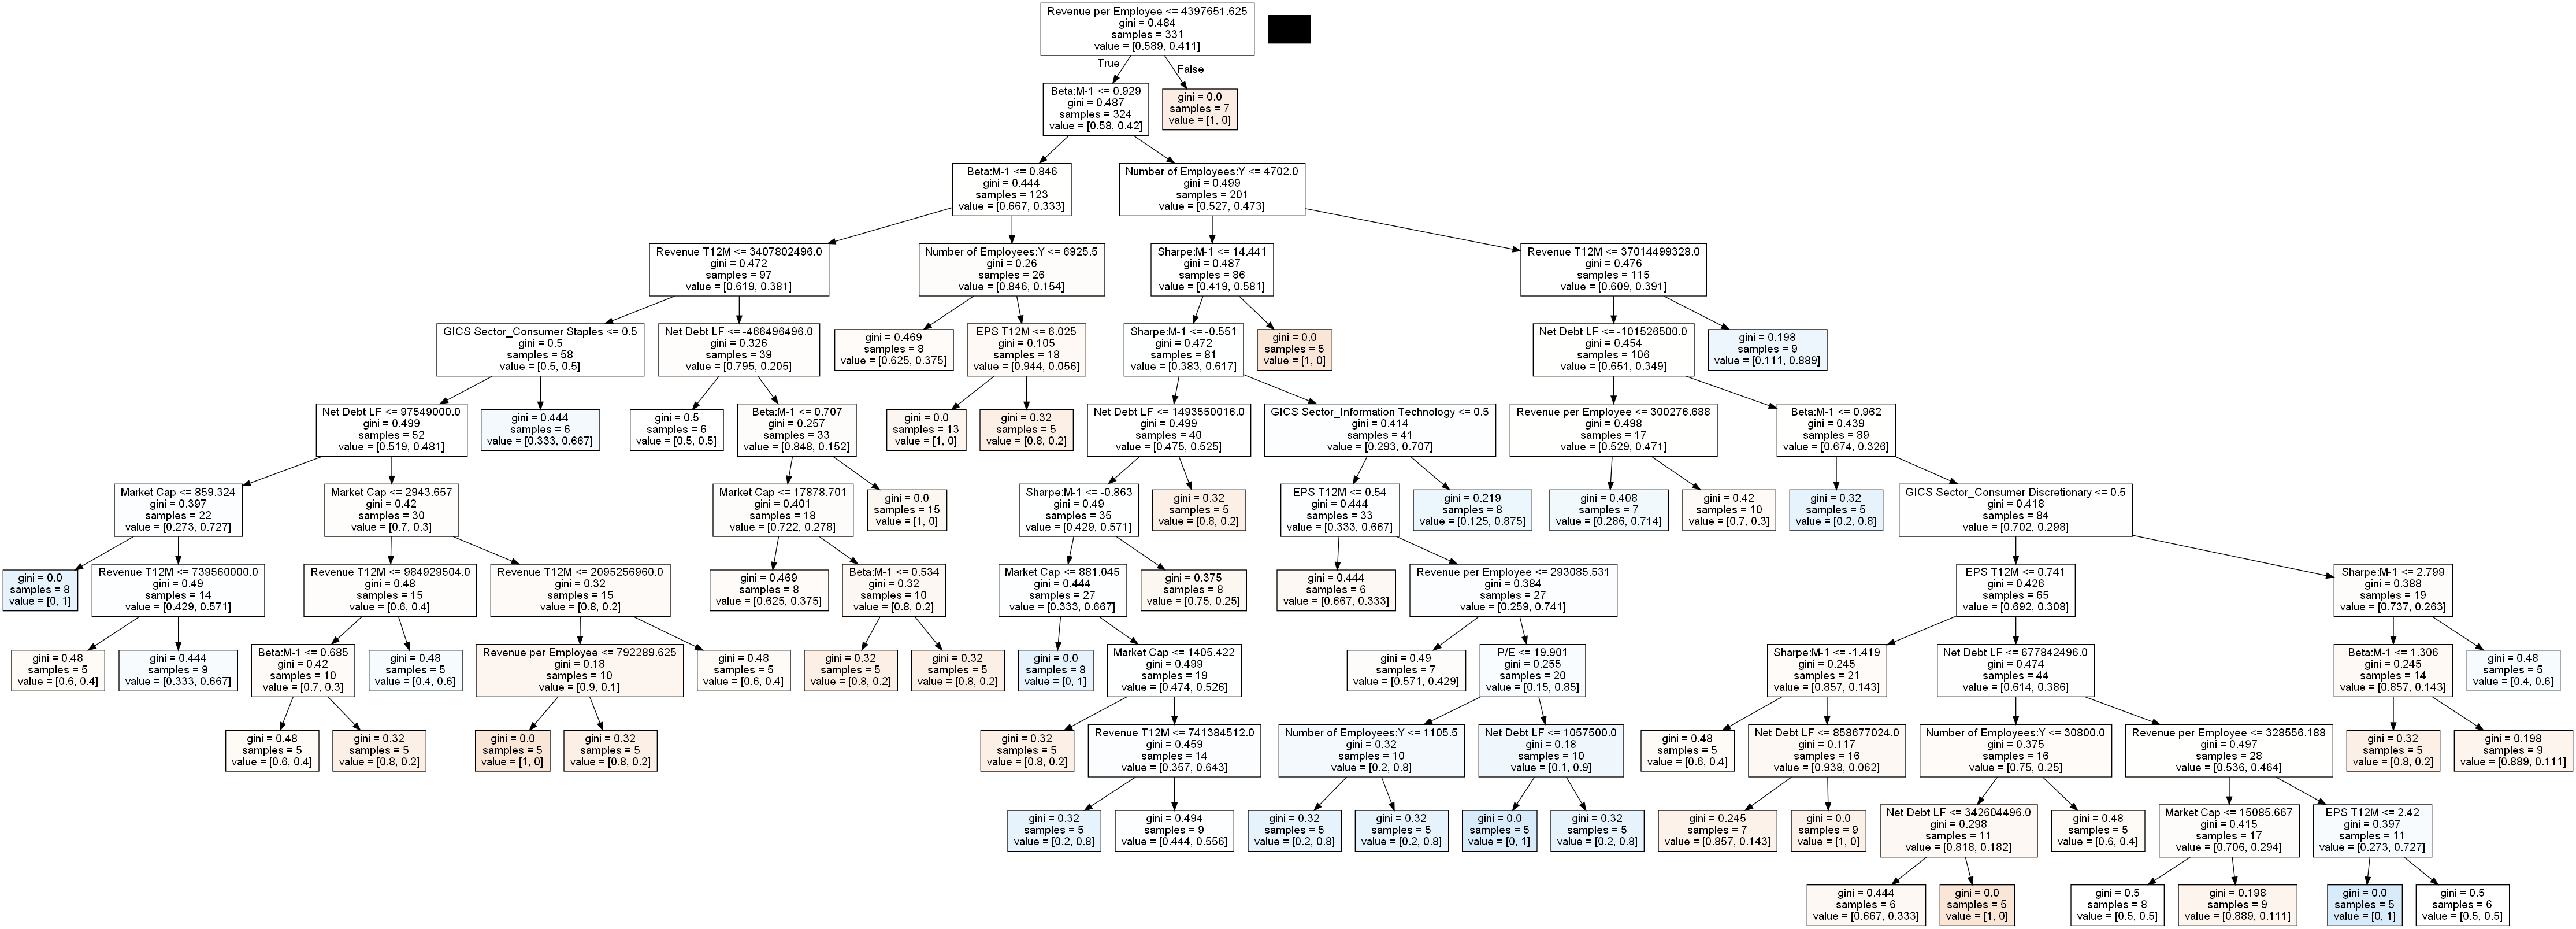 Revenue per Employee <= 4397651.625
gini = 0.484
samples = 331
value = [0.589, 0.411]
True
False
Beta:M-1 <= 0.929
gini = 0.487
samples = 324
value = [0.58, 0.42]
gini = 0.0
samples = 7
value = [1, 0]
Beta:M-1 <= 0.846
gini = 0.444
samples = 123
value = [0.667, 0.333]
Number of Employees:Y <= 4702.0
gini = 0.499
samples = 201
value = [0.527, 0.473]
Revenue T12M <= 3407802496.0
gini = 0.472
samples = 97
value = [0.619, 0.381]
Number of Employees:Y <= 6925.5
gini = 0.26
samples = 26
value = [0.846, 0.154]
Sharpe:M-1 <= 14.441
gini = 0.487
samples = 86
value = [0.419, 0.581]
Revenue T12M <= 37014499328.0
gini = 0.476
samples = 115
value = [0.609, 0.391]
GICS Sector_Consumer Staples <= 0.5
gini = 0.5
samples = 58
value = [0.5, 0.5]
Net Debt LF <= -466496496.0
gini = 0.326
samples = 39
value = [0.795, 0.205]
gini = 0.469
samples = 8
value = [0.625, 0.375]
EPS T12M <= 6.025
gini = 0.105
samples = 18
value = [0.944, 0.056]
Sharpe:M-1 <= -0.551
gini = 0.472
samples = 81
value = [0.383, 0.617]
gini = 0.0
samples = 5
value = [1, 0]
Net Debt LF <= -101526500.0
gini = 0.454
samples = 106
value = [0.651, 0.349]
gini = 0.198
samples = 9
value = [0.111, 0.889]
Net Debt LF <= 97549000.0
gini = 0.499
samples = 52
value = [0.519, 0.481]
gini = 0.444
samples = 6
value = [0.333, 0.667]
gini = 0.5
samples = 6
value = [0.5, 0.5]
Beta:M-1 <= 0.707
gini = 0.257
samples = 33
value = [0.848, 0.152]
gini = 0.0
samples = 13
value = [1, 0]
gini = 0.32
samples = 5
value = [0.8, 0.2]
Net Debt LF <= 1493550016.0
gini = 0.499
samples = 40
value = [0.475, 0.525]
GICS Sector_Information Technology <= 0.5
gini = 0.414
samples = 41
value = [0.293, 0.707]
Revenue per Employee <= 300276.688
gini = 0.498
samples = 17
value = [0.529, 0.471]
Beta:M-1 <= 0.962
gini = 0.439
samples = 89
value = [0.674, 0.326]
Market Cap <= 859.324
gini = 0.397
samples = 22
value = [0.273, 0.727]
Market Cap <= 2943.657
gini = 0.42
samples = 30
value = [0.7, 0.3]
Market Cap <= 17878.701
gini = 0.401
samples = 18
value = [0.722, 0.278]
gini = 0.0
samples = 15
value = [1, 0]
Sharpe:M-1 <= -0.863
gini = 0.49
samples = 35
value = [0.429, 0.571]
gini = 0.32
samples = 5
value = [0.8, 0.2]
EPS T12M <= 0.54
gini = 0.444
samples = 33
value = [0.333, 0.667]
gini = 0.219
samples = 8
value = [0.125, 0.875]
gini = 0.408
samples = 7
value = [0.286, 0.714]
gini = 0.42
samples = 10
value = [0.7, 0.3]
gini = 0.32
samples = 5
value = [0.2, 0.8]
GICS Sector_Consumer Discretionary <= 0.5
gini = 0.418
samples = 84
value = [0.702, 0.298]
gini = 0.0
samples = 8
value = [0, 1]
Revenue T12M <= 739560000.0
gini = 0.49
samples = 14
value = [0.429, 0.571]
Revenue T12M <= 984929504.0
gini = 0.48
samples = 15
value = [0.6, 0.4]
Revenue T12M <= 2095256960.0
gini = 0.32
samples = 15
value = [0.8, 0.2]
gini = 0.469
samples = 8
value = [0.625, 0.375]
Beta:M-1 <= 0.534
gini = 0.32
samples = 10
value = [0.8, 0.2]
Market Cap <= 881.045
gini = 0.444
samples = 27
value = [0.333, 0.667]
gini = 0.375
samples = 8
value = [0.75, 0.25]
gini = 0.444
samples = 6
value = [0.667, 0.333]
Revenue per Employee <= 293085.531
gini = 0.384
samples = 27
value = [0.259, 0.741]
EPS T12M <= 0.741
gini = 0.426
samples = 65
value = [0.692, 0.308]
Sharpe:M-1 <= 2.799
gini = 0.388
samples = 19
value = [0.737, 0.263]
gini = 0.48
samples = 5
value = [0.6, 0.4]
gini = 0.444
samples = 9
value = [0.333, 0.667]
Beta:M-1 <= 0.685
gini = 0.42
samples = 10
value = [0.7, 0.3]
gini = 0.48
samples = 5
value = [0.4, 0.6]
Revenue per Employee <= 792289.625
gini = 0.18
samples = 10
value = [0.9, 0.1]
gini = 0.48
samples = 5
value = [0.6, 0.4]
gini = 0.32
samples = 5
value = [0.8, 0.2]
gini = 0.32
samples = 5
value = [0.8, 0.2]
gini = 0.0
samples = 8
value = [0, 1]
Market Cap <= 1405.422
gini = 0.499
samples = 19
value = [0.474, 0.526]
gini = 0.49
samples = 7
value = [0.571, 0.429]
P/E <= 19.901
gini = 0.255
samples = 20
value = [0.15, 0.85]
Sharpe:M-1 <= -1.419
gini = 0.245
samples = 21
value = [0.857, 0.143]
Net Debt LF <= 677842496.0
gini = 0.474
samples = 44
value = [0.614, 0.386]
Beta:M-1 <= 1.306
gini = 0.245
samples = 14
value = [0.857, 0.143]
gini = 0.48
samples = 5
value = [0.4, 0.6]
gini = 0.48
samples = 5
value = [0.6, 0.4]
gini = 0.32
samples = 5
value = [0.8, 0.2]
gini = 0.0
samples = 5
value = [1, 0]
gini = 0.32
samples = 5
value = [0.8, 0.2]
gini = 0.32
samples = 5
value = [0.8, 0.2]
Revenue T12M <= 741384512.0
gini = 0.459
samples = 14
value = [0.357, 0.643]
Number of Employees:Y <= 1105.5
gini = 0.32
samples = 10
value = [0.2, 0.8]
Net Debt LF <= 1057500.0
gini = 0.18
samples = 10
value = [0.1, 0.9]
gini = 0.48
samples = 5
value = [0.6, 0.4]
Net Debt LF <= 858677024.0
gini = 0.117
samples = 16
value = [0.938, 0.062]
Number of Employees:Y <= 30800.0
gini = 0.375
samples = 16
value = [0.75, 0.25]
Revenue per Employee <= 328556.188
gini = 0.497
samples = 28
value = [0.536, 0.464]
gini = 0.32
samples = 5
value = [0.8, 0.2]
gini = 0.198
samples = 9
value = [0.889, 0.111]
gini = 0.32
samples = 5
value = [0.2, 0.8]
gini = 0.494
samples = 9
value = [0.444, 0.556]
gini = 0.32
samples = 5
value = [0.2, 0.8]
gini = 0.32
samples = 5
value = [0.2, 0.8]
gini = 0.0
samples = 5
value = [0, 1]
gini = 0.32
samples = 5
value = [0.2, 0.8]
gini = 0.245
samples = 7
value = [0.857, 0.143]
gini = 0.0
samples = 9
value = [1, 0]
Net Debt LF <= 342604496.0
gini = 0.298
samples = 11
value = [0.818, 0.182]
gini = 0.48
samples = 5
value = [0.6, 0.4]
Market Cap <= 15085.667
gini = 0.415
samples = 17
value = [0.706, 0.294]
EPS T12M <= 2.42
gini = 0.397
samples = 11
value = [0.273, 0.727]
gini = 0.444
samples = 6
value = [0.667, 0.333]
gini = 0.0
samples = 5
value = [1, 0]
gini = 0.5
samples = 8
value = [0.5, 0.5]
gini = 0.198
samples = 9
value = [0.889, 0.111]
gini = 0.0
samples = 5
value = [0, 1]
gini = 0.5
samples = 6
value = [0.5, 0.5]